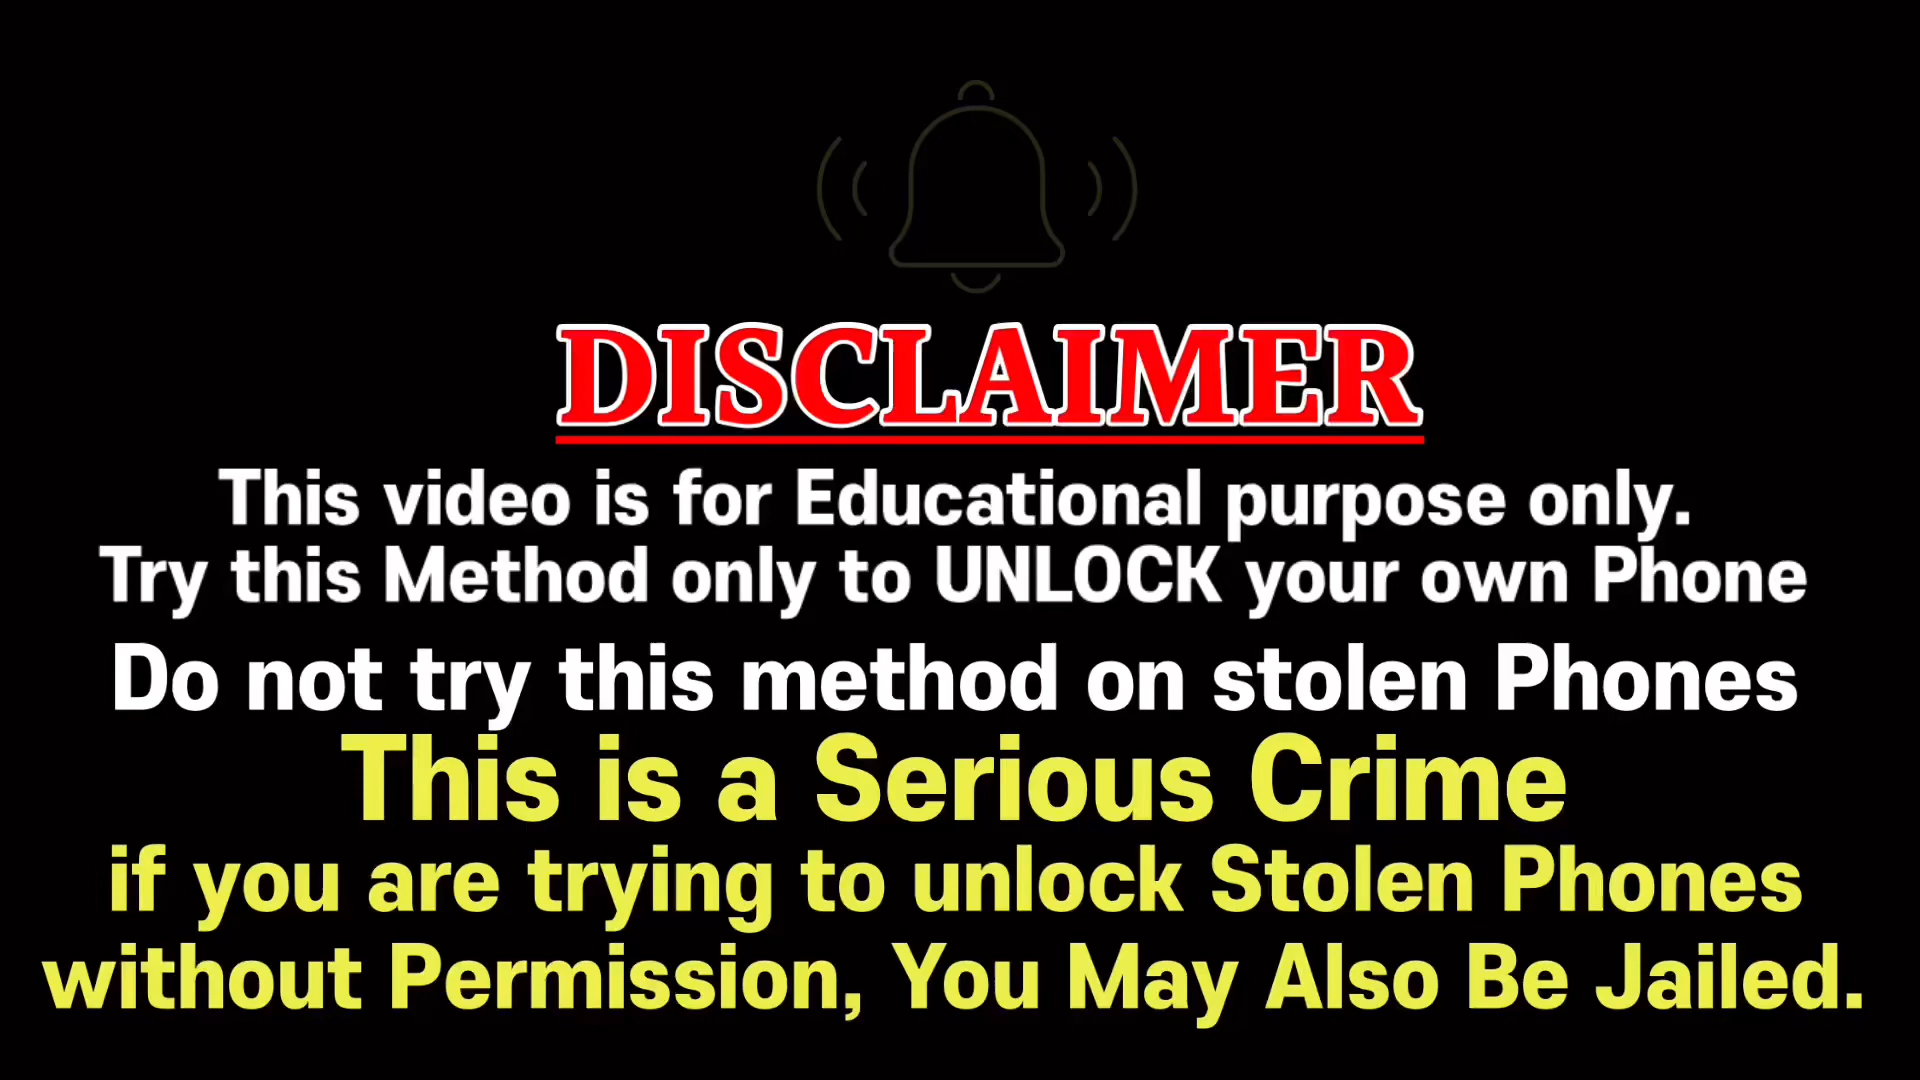 DISCLAIMER
This video is for Educational purpose only.
Try this Method only to UNLOCK your own Phone
Do not try this method on stolen Phones
This is a Serious Crime
if you are trying to unlock Stolen Phones
without Permission, You May Also Be Jailed.